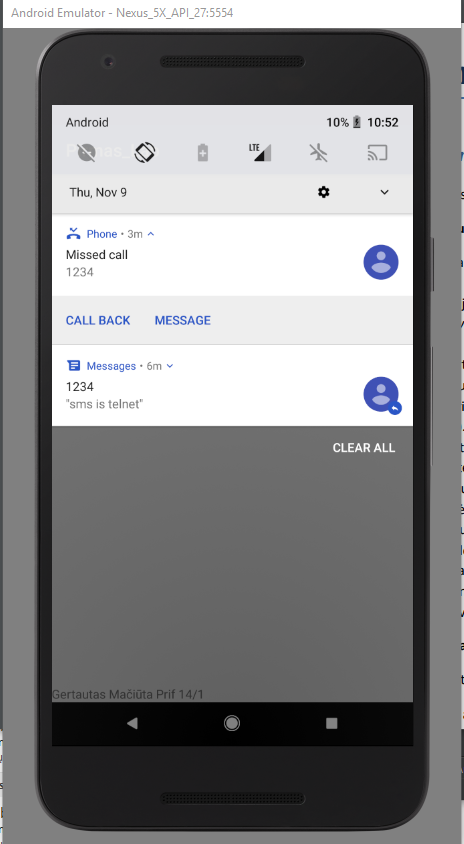 Android Emulator - Nexus_5X_API_27:5554
Android 10% 10:52
LTE
Thu, Nov 9
Phone • 3m
Missed call
1234
CALL BACK MESSAGE
Messages • 6m
1234
"sms is telnet"
CLEAR ALL
Gertautas Mačiūta Prif 14/1